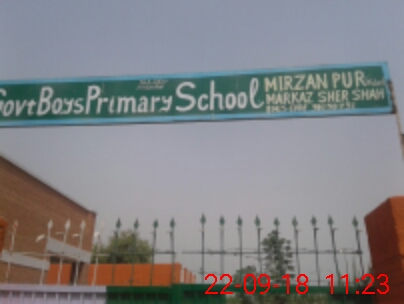 Govt Boys Primary School
MIRZAN PUR
MARKAZ SHER SHAH
22-09-18 11:23